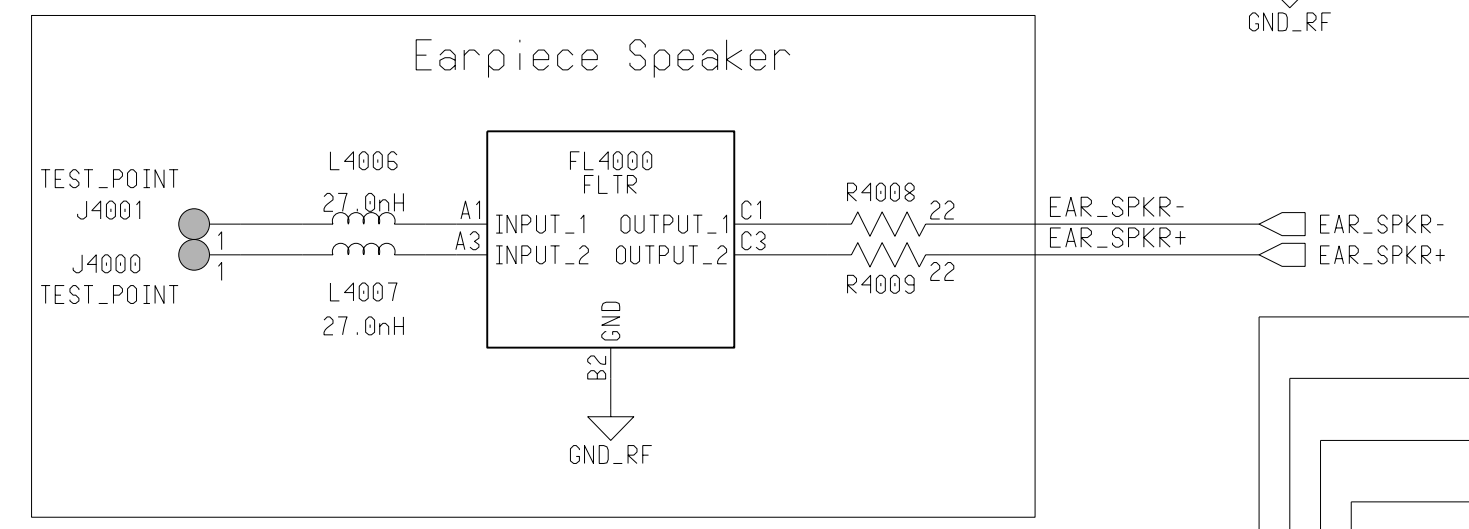 GND_RF
Earpiece Speaker
TEST_POINT
J4001
1
J4000
TEST_POINT
1
L4006
27.0nH
L4007
27.0nH
A1
A3
FL4000
FLTR
INPUT_1 OUTPUT_1
INPUT_2 OUTPUT_2
GND
B2
GND_RF
C1
C3
R4008
22
R4009
22
EAR_SPKR-
EAR_SPKR+
EAR_SPKR-
EAR_SPKR+